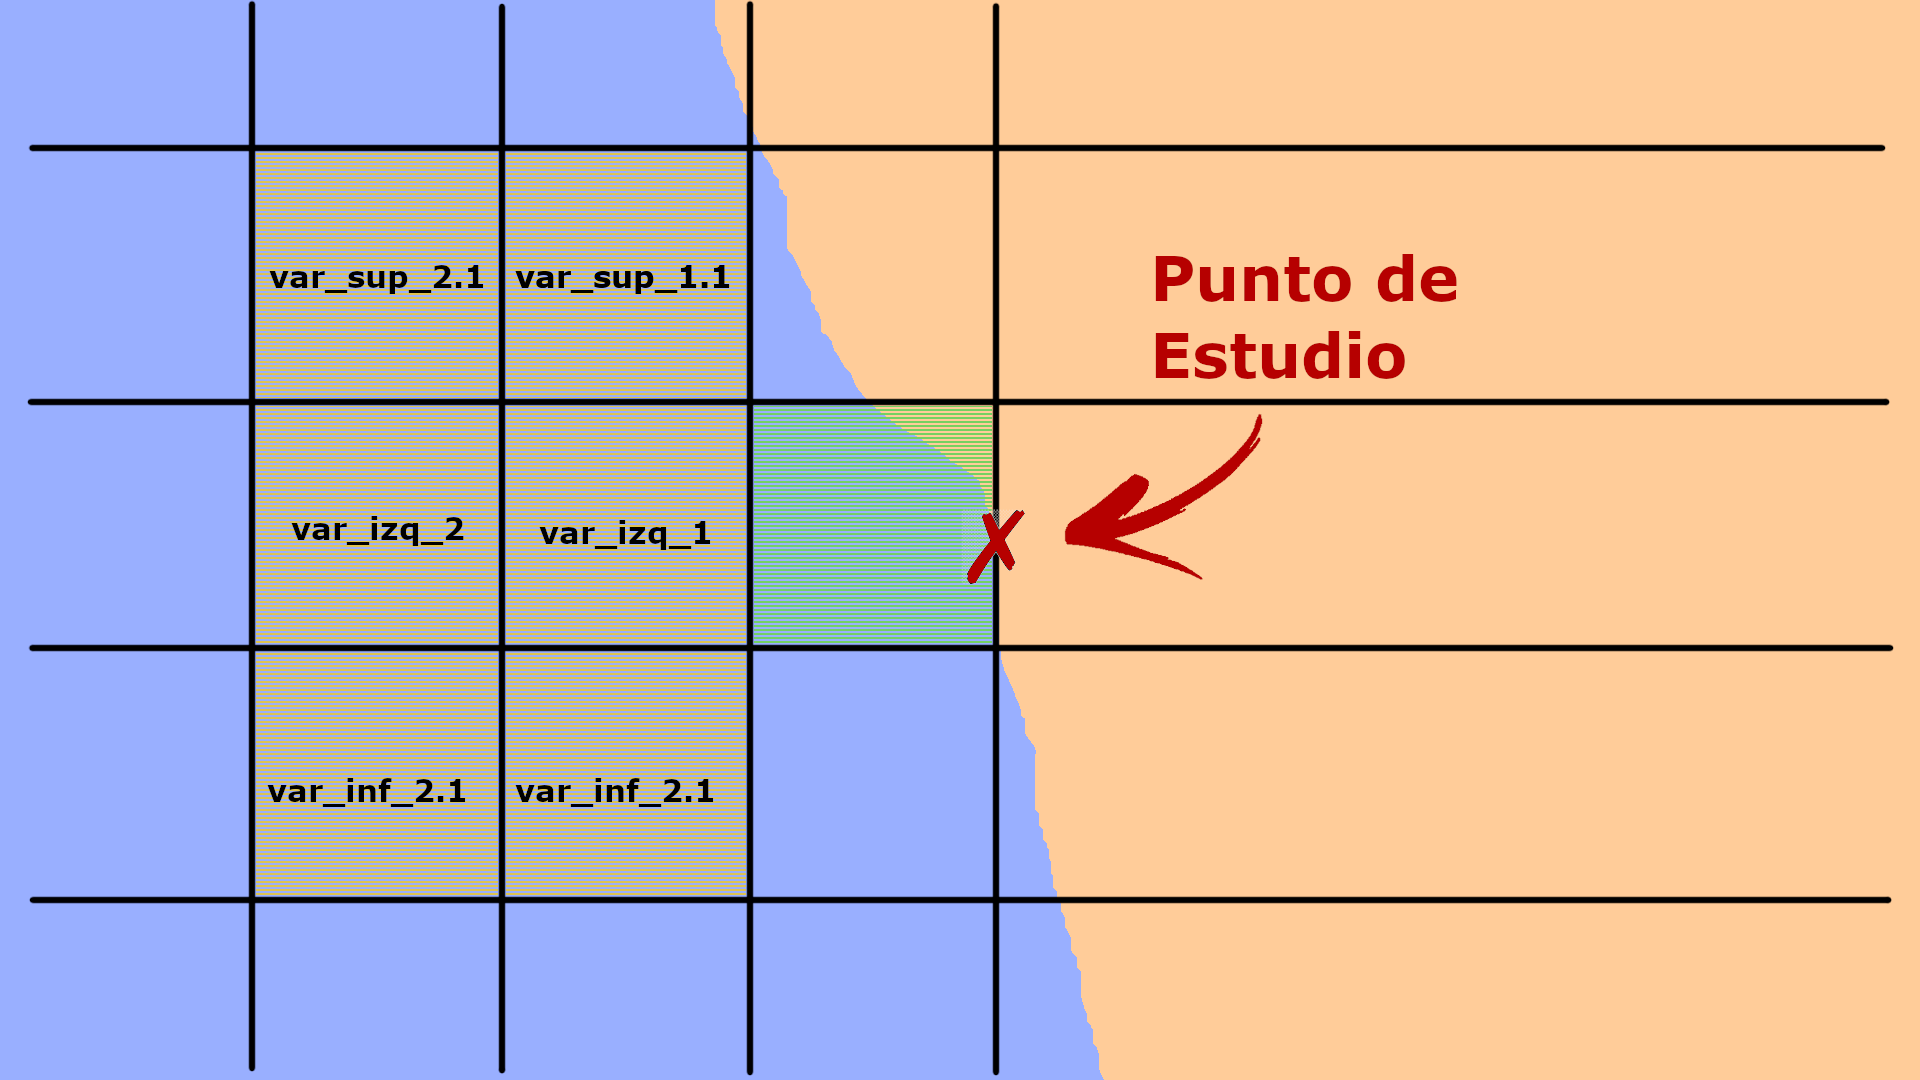 var_sup_2.1 var_sup_1.1
Punto de
Estudio
var_izq_2 var_izq_1
var_inf_2.1 var_inf_2.1